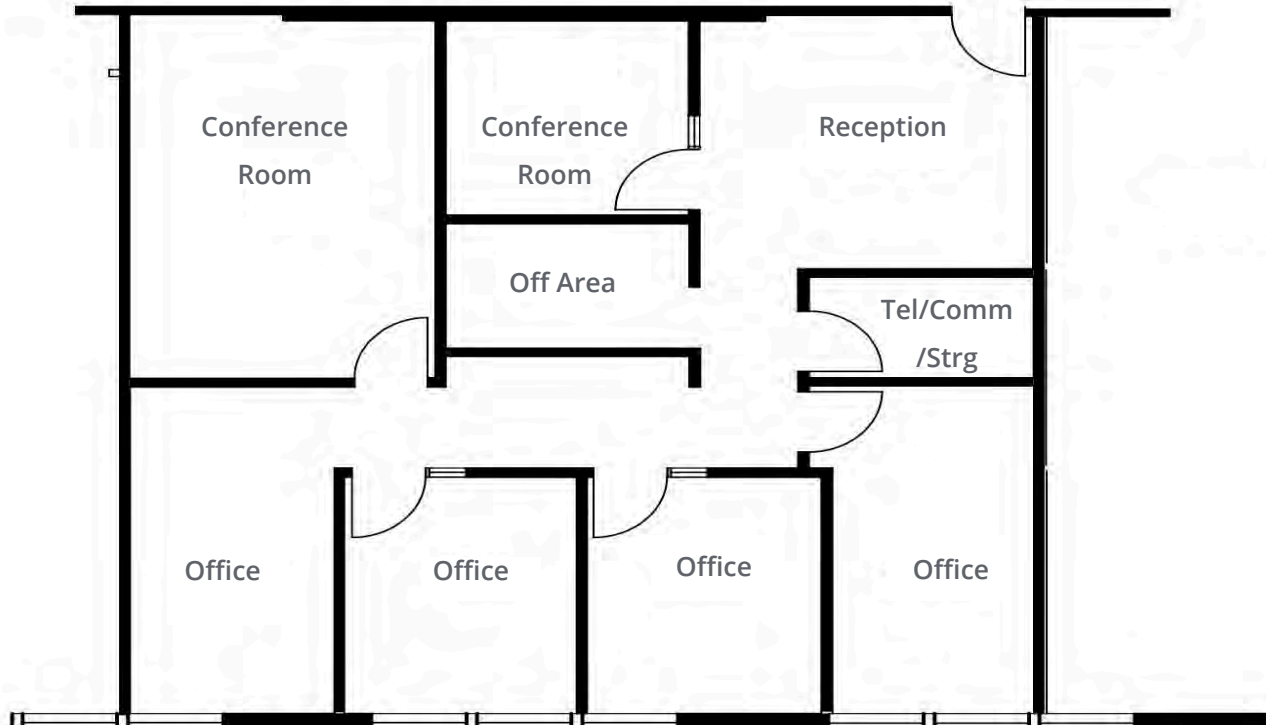 Conference
Room
Conference
Room
Reception
Off Area
Tel/Comm
/Strg
Office
Office
Office
Office